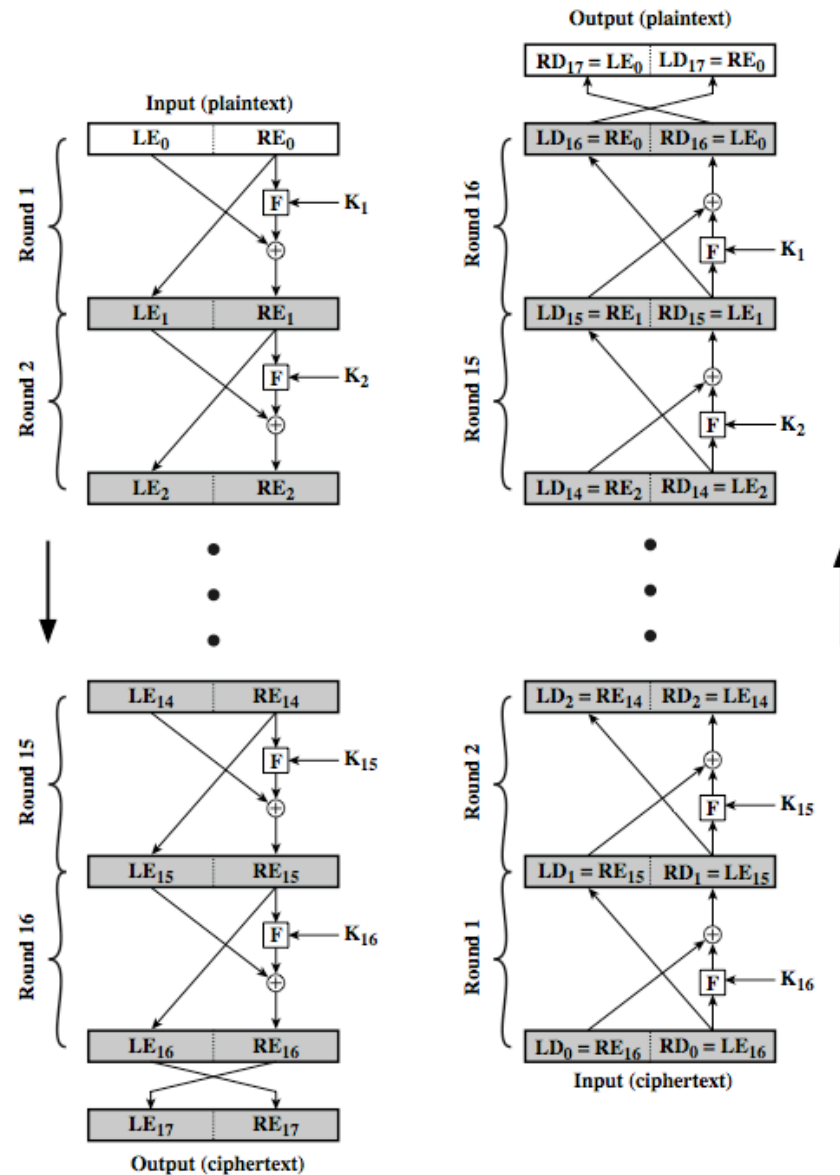 Input (plaintext)
LE0 RE0
Round 1
F K1
LE1 RE1
Round 2
F K2
LE2 RE2
LE14 RE14
Round 15
F K15
LE15 RE15
Round 16
F K16
LE16 RE16
LE17 RE17
Output (ciphertext)
Output (plaintext)
RD17 = LE0 LD17 = RE0
LD16 = RE0 RD16 = LE0
Round 16
F K1
LD15 = RE1 RD15 = LE1
Round 15
F K2
LD14 = RE2 RD14 = LE2
LD2 = RE14 RD2 = LE14
Round 2
F K15
LD1 = RE15 RD1 = LE15
Round 1
F K16
LD0 = RE16 RD0 = LE16
Input (ciphertext)